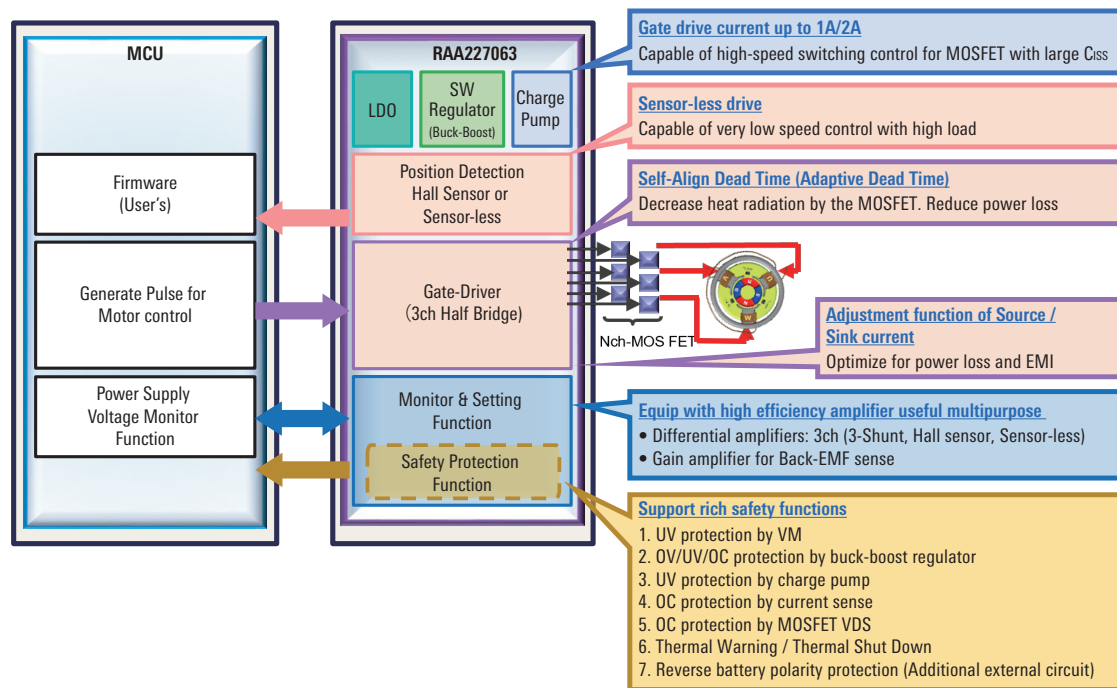 MCU
Firmware
(User's)
Generate Pulse for
Motor control
Power Supply
Voltage Monitor
Function
RAA227063
LDO
SW
Regulator
(Buck-Boost)
Charge
Pump
Position Detection
Hall Sensor or
Sensor-less
Gate-Driver
(3ch Half Bridge)
Monitor & Setting
Function
Safety Protection
Function
Nch-MOS FET
W
Gate drive current up to 1A/2A
Capable of high-speed switching control for MOSFET with large CISS
Sensor-less drive
Capable of very low speed control with high load
Self-Align Dead Time (Adaptive Dead Time)
Decrease heat radiation by the MOSFET. Reduce power loss
Adjustment function of Source /
Sink current
Optimize for power loss and EMI
Equip with high efficiency amplifier useful multipurpose
• Differential amplifiers: 3ch (3-Shunt, Hall sensor, Sensor-less)
• Gain amplifier for Back-EMF sense
Support rich safety functions
1. UV protection by VM
2. OV/UV/OC protection by buck-boost regulator
3. UV protection by charge pump
4. OC protection by current sense
5. OC protection by MOSFET VDS
6. Thermal Warning / Thermal Shut Down
7. Reverse battery polarity protection (Additional external circuit)